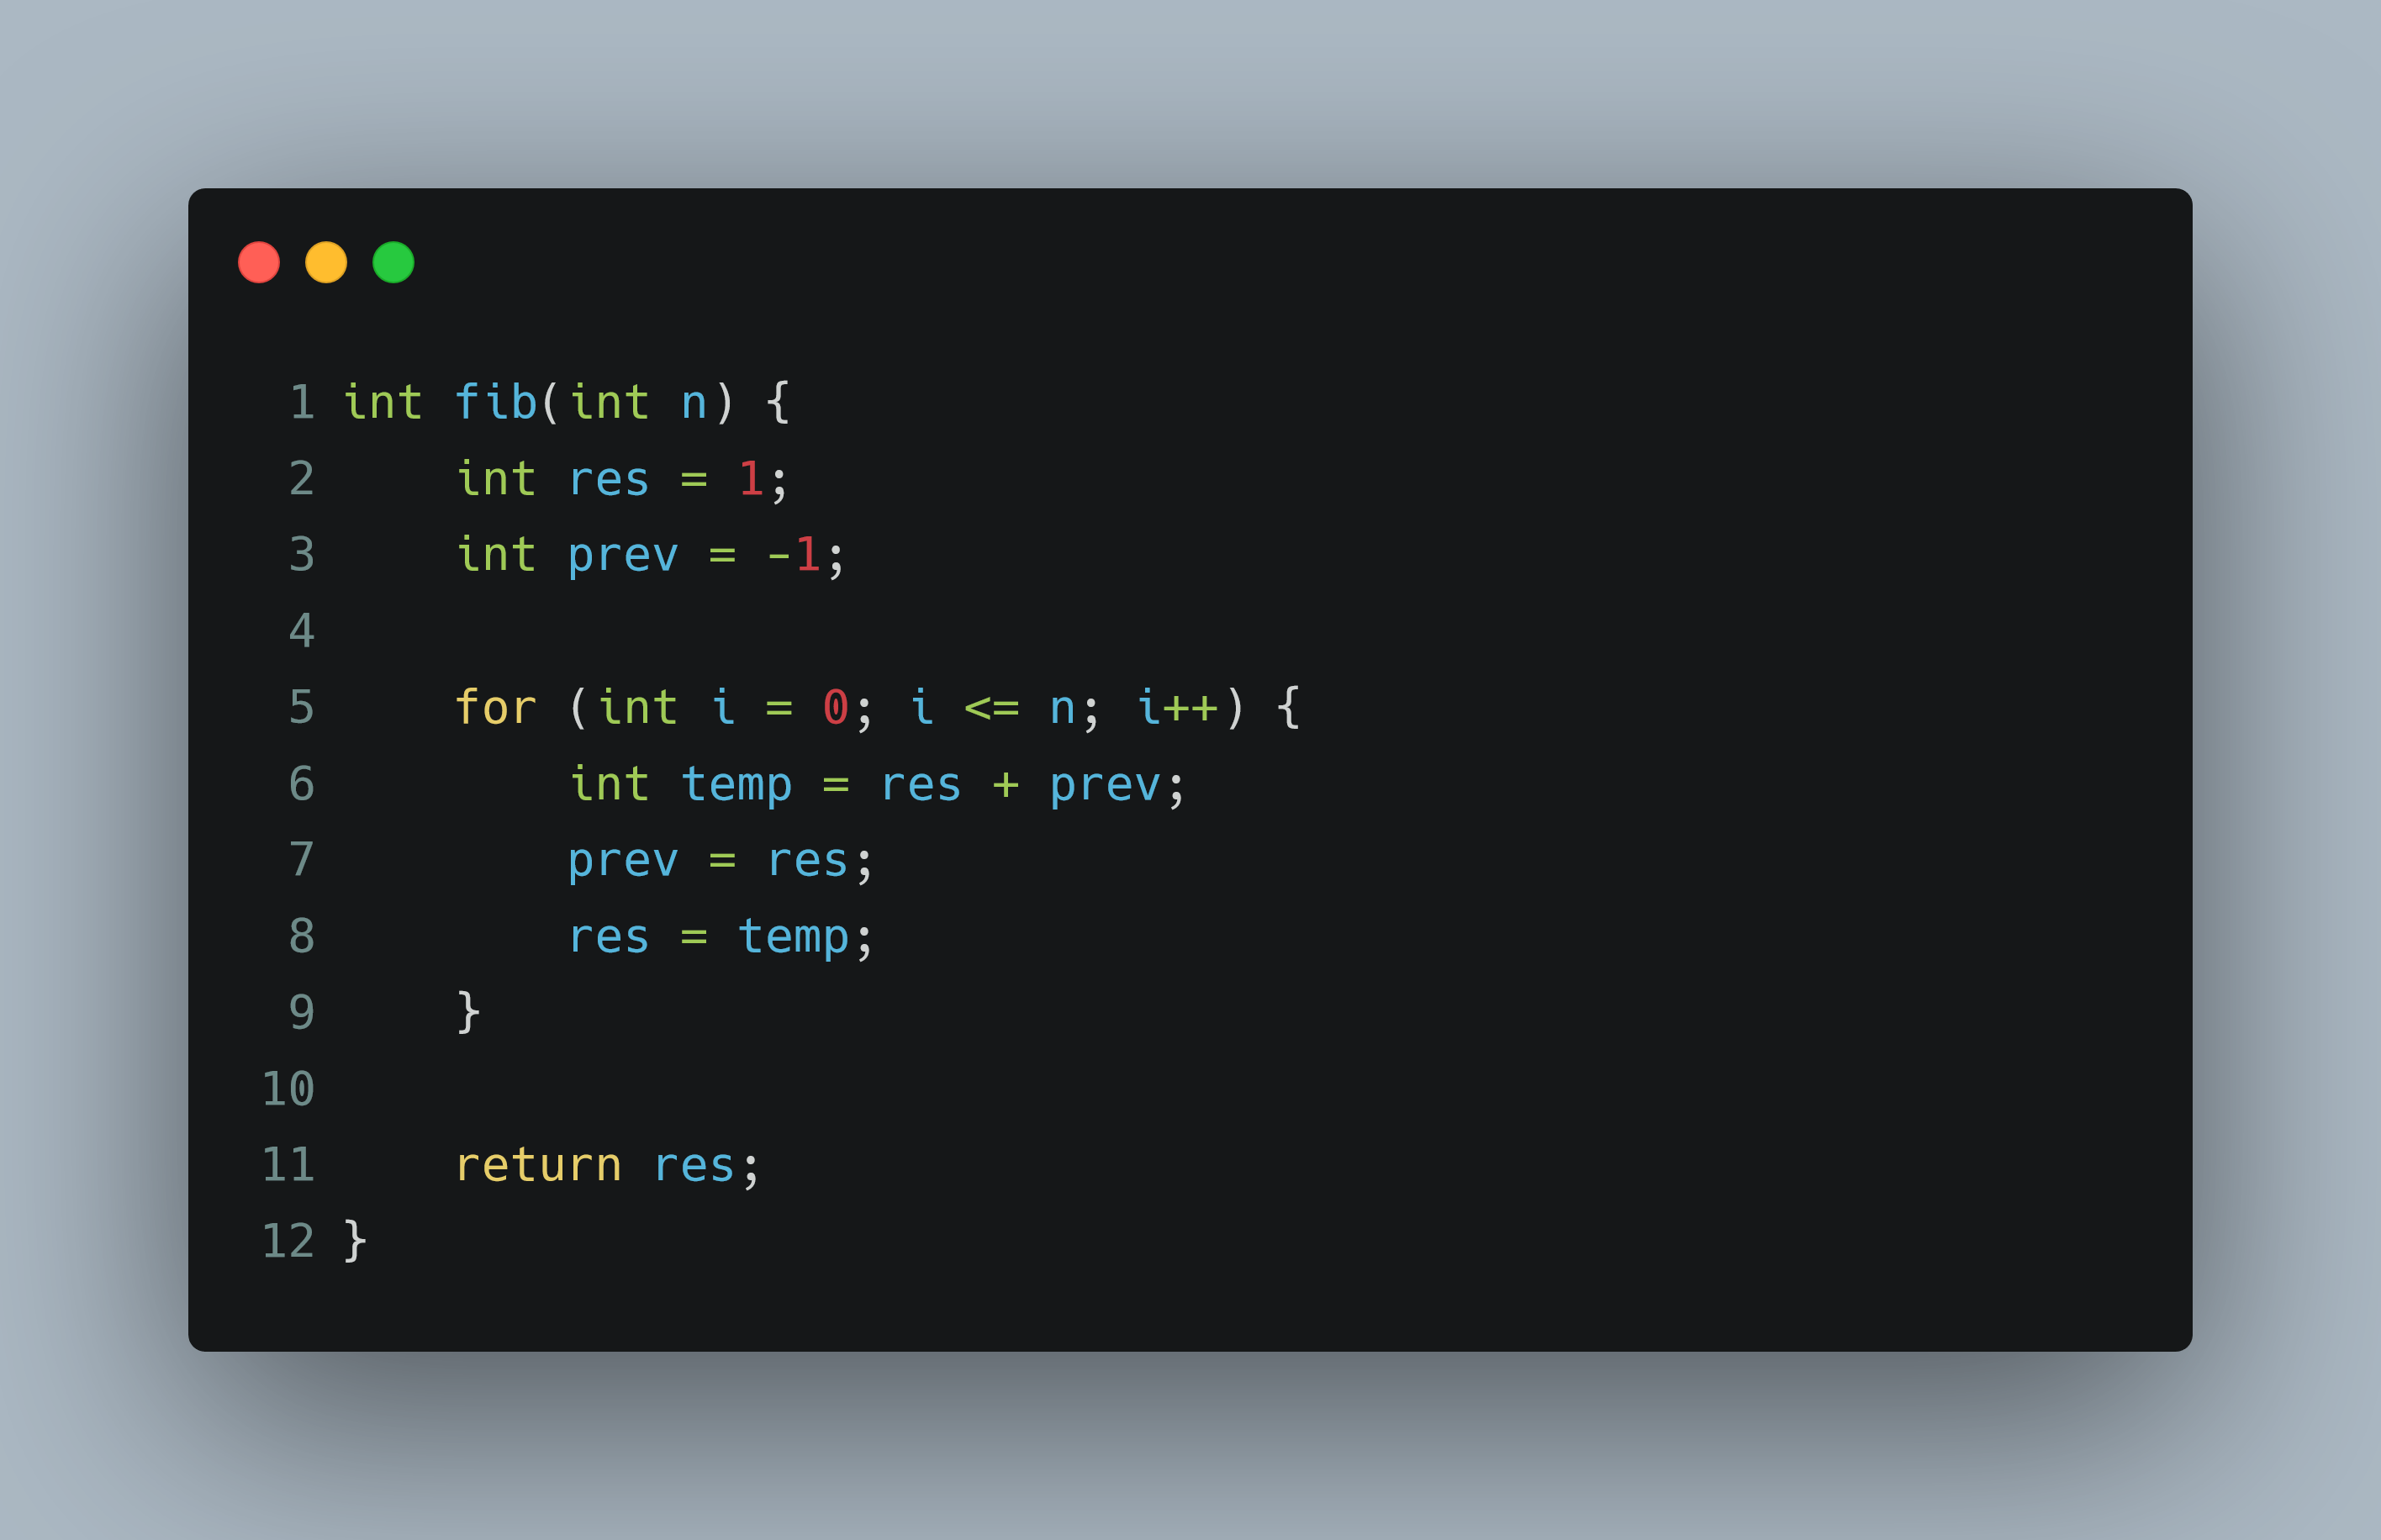 1 int fib(int n) {
2     int res = 1;
3     int prev = -1;
4
5     for (int i = 0; i <= n; i++) {
6         int temp = res + prev;
7         prev = res;
8         res = temp;
9     }
10
11     return res;
12 }